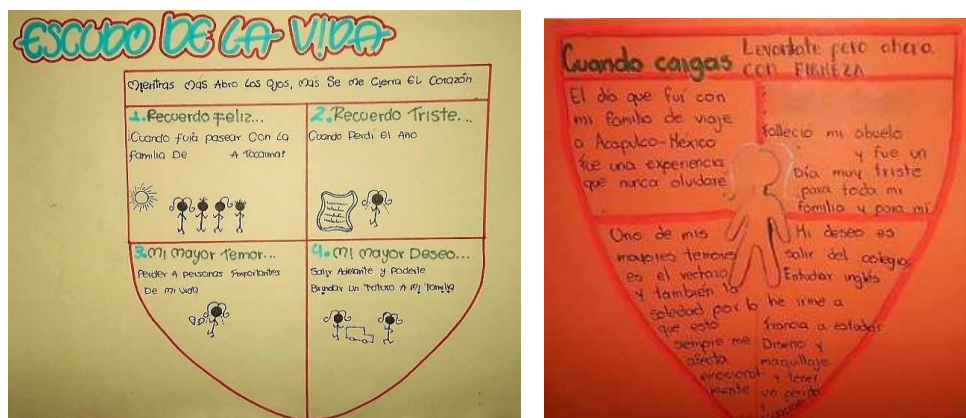 ESCUDO DE LA VIDA
Mientras Más Abro Los Ojos, Más Se Me Cierra EL Corazón
1. Recuerdo Feliz...
Cuando fui a pasear Con La
familia De A Tocaima
2. Recuerdo Triste...
Cuando Perdí El Año
3. Mi Mayor Temor...
Perder A personas Importantes
De mi vida
4. Mi Mayor Deseo...
Salir Adelante y Poderle
Brindar un Futuro A Mi Familia
Cuando caigas
Levantate pero ahora
CON FIRMEZA
El día que fuí con
mi familia de viaje
a Acapulco-México
fue una experiencia
que nunca olvidare
falleció mi abuelo
y fue un
Día muy triste
para toda mi
familia y para mí
Uno de mis
mayores temores
es el rechazo
y también la
soledad por lo
que esto
siempre me
afecta
emocional
mente
Mi deseo es
salir del colegio
Estudiar inglés
he irme a
francia a estudiar
Diseño y
maquillaje
y tener